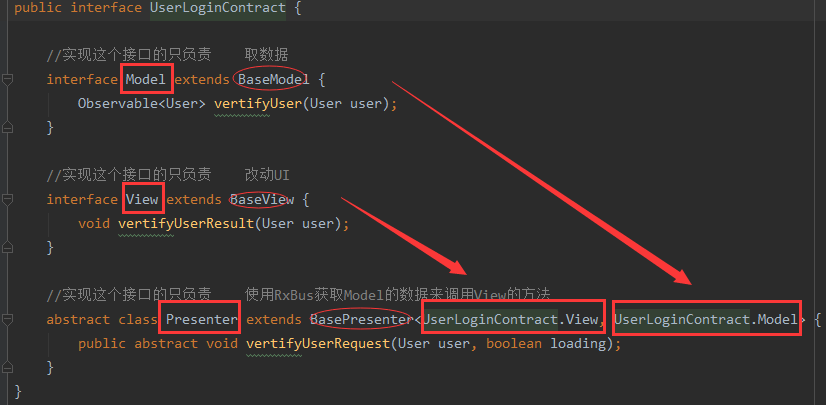 public interface UserLoginContract {
//实现这个接口的只负责 取数据
interface Model extends BaseModel {
Observable<User> vertifyUser(User user);
}
//实现这个接口的只负责 改动UI
interface View extends BaseView {
void vertifyUserResult(User user);
}
//实现这个接口的只负责 使用RxBus获取Model的数据来调用View的方法
abstract class Presenter extends BasePresenter<UserLoginContract.View, UserLoginContract.Model> {
public abstract void vertifyUserRequest(User user, boolean loading);
}
}